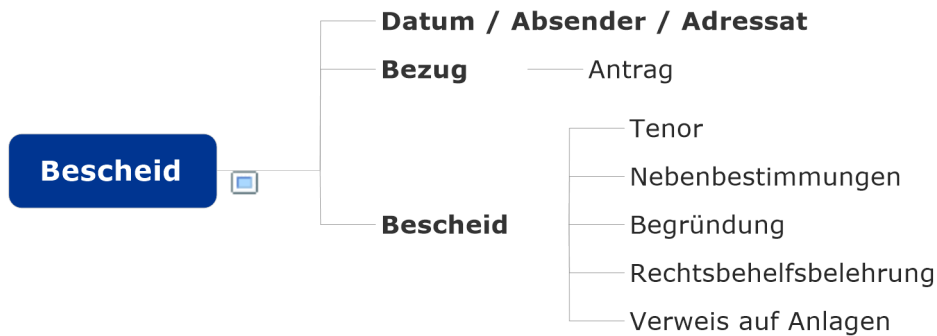 Datum / Absender / Adressat
Bezug
Antrag
Bescheid
Bescheid
Tenor
Nebenbestimmungen
Begründung
Rechtsbehelfsbelehrung
Verweis auf Anlagen